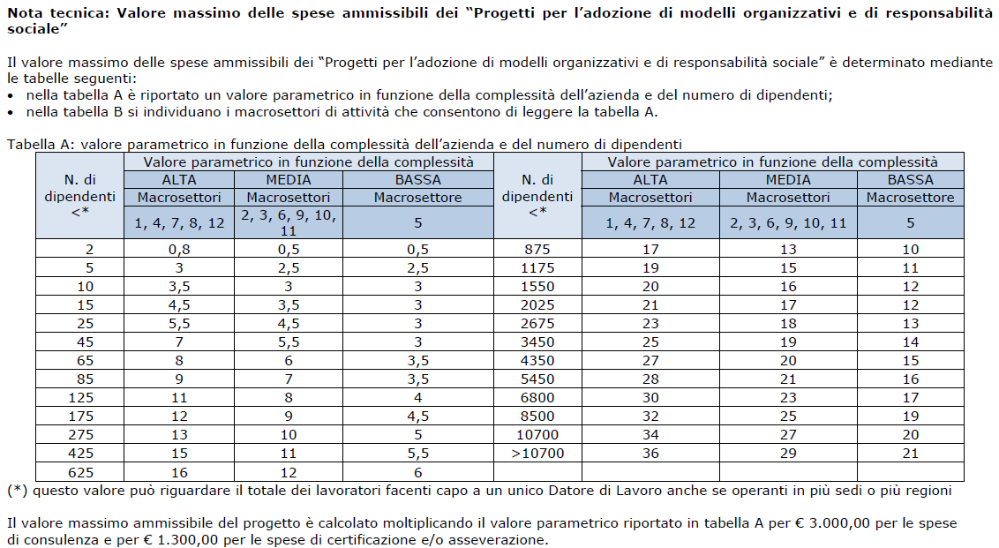 Nota tecnica: Valore massimo delle spese ammissibili dei “Progetti per l’adozione di modelli organizzativi e di responsabilità
sociale”
Il valore massimo delle spese ammissibili dei “Progetti per l’adozione di modelli organizzativi e di responsabilità sociale” è determinato mediante
le tabelle seguenti:
• nella tabella A è riportato un valore parametrico in funzione della complessità dell’azienda e del numero di dipendenti;
• nella tabella B si individuano i macrosettori di attività che consentono di leggere la tabella A.
Tabella A: valore parametrico in funzione della complessità dell’azienda e del numero di dipendenti
N. di dipendenti <* Valore parametrico in funzione della complessità N. di dipendenti <* Valore parametrico in funzione della complessità
ALTA MEDIA BASSA ALTA MEDIA BASSA
Macrosettori Macrosettori Macrosettore Macrosettori Macrosettori Macrosettore
1, 4, 7, 8, 12 2, 3, 6, 9, 10, 11 5 1, 4, 7, 8, 12 2, 3, 6, 9, 10, 11 5
2 0,8 0,5 0,5 875 17 13 10
5 3 2,5 2,5 1175 19 15 11
10 3,5 3 3 1550 20 16 12
15 4,5 3,5 3 2025 21 17 12
25 5,5 4,5 3 2675 23 18 13
45 7 5,5 3 3450 25 19 14
65 8 6 3,5 4350 27 20 15
85 9 7 3,5 5450 28 21 16
125 11 8 4 6800 30 23 17
175 12 9 4,5 8500 32 25 19
275 13 10 5 10700 34 27 20
425 15 11 5,5 >10700 36 29 21
625 16 12 6
(*) questo valore può riguardare il totale dei lavoratori facenti capo a un unico Datore di Lavoro anche se operanti in più sedi o più regioni
Il valore massimo ammissibile del progetto è calcolato moltiplicando il valore parametrico riportato in tabella A per € 3.000,00 per le spese
di consulenza e per € 1.300,00 per le spese di certificazione e/o asseverazione.